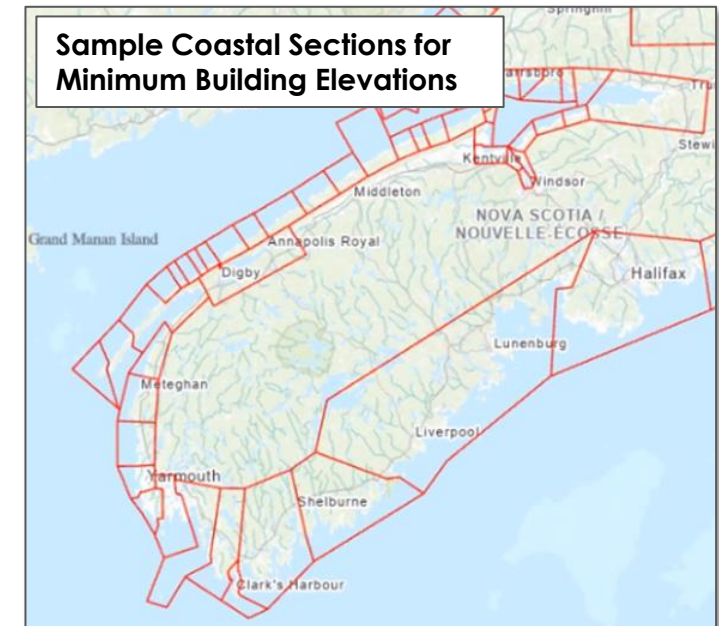 Springhill
Sample Coastal Sections for
Minimum Building Elevations
Kentville
Windsor
Middleton
NOVA SCOTIA /
NOUVELLE-ÉCOSSE
Grand Manan Island
Annapolis Royal
Digby
Halifax
Lunenburg
Meteghan
Liverpool
Yarmouth
Shelburne
Clark's Harbour